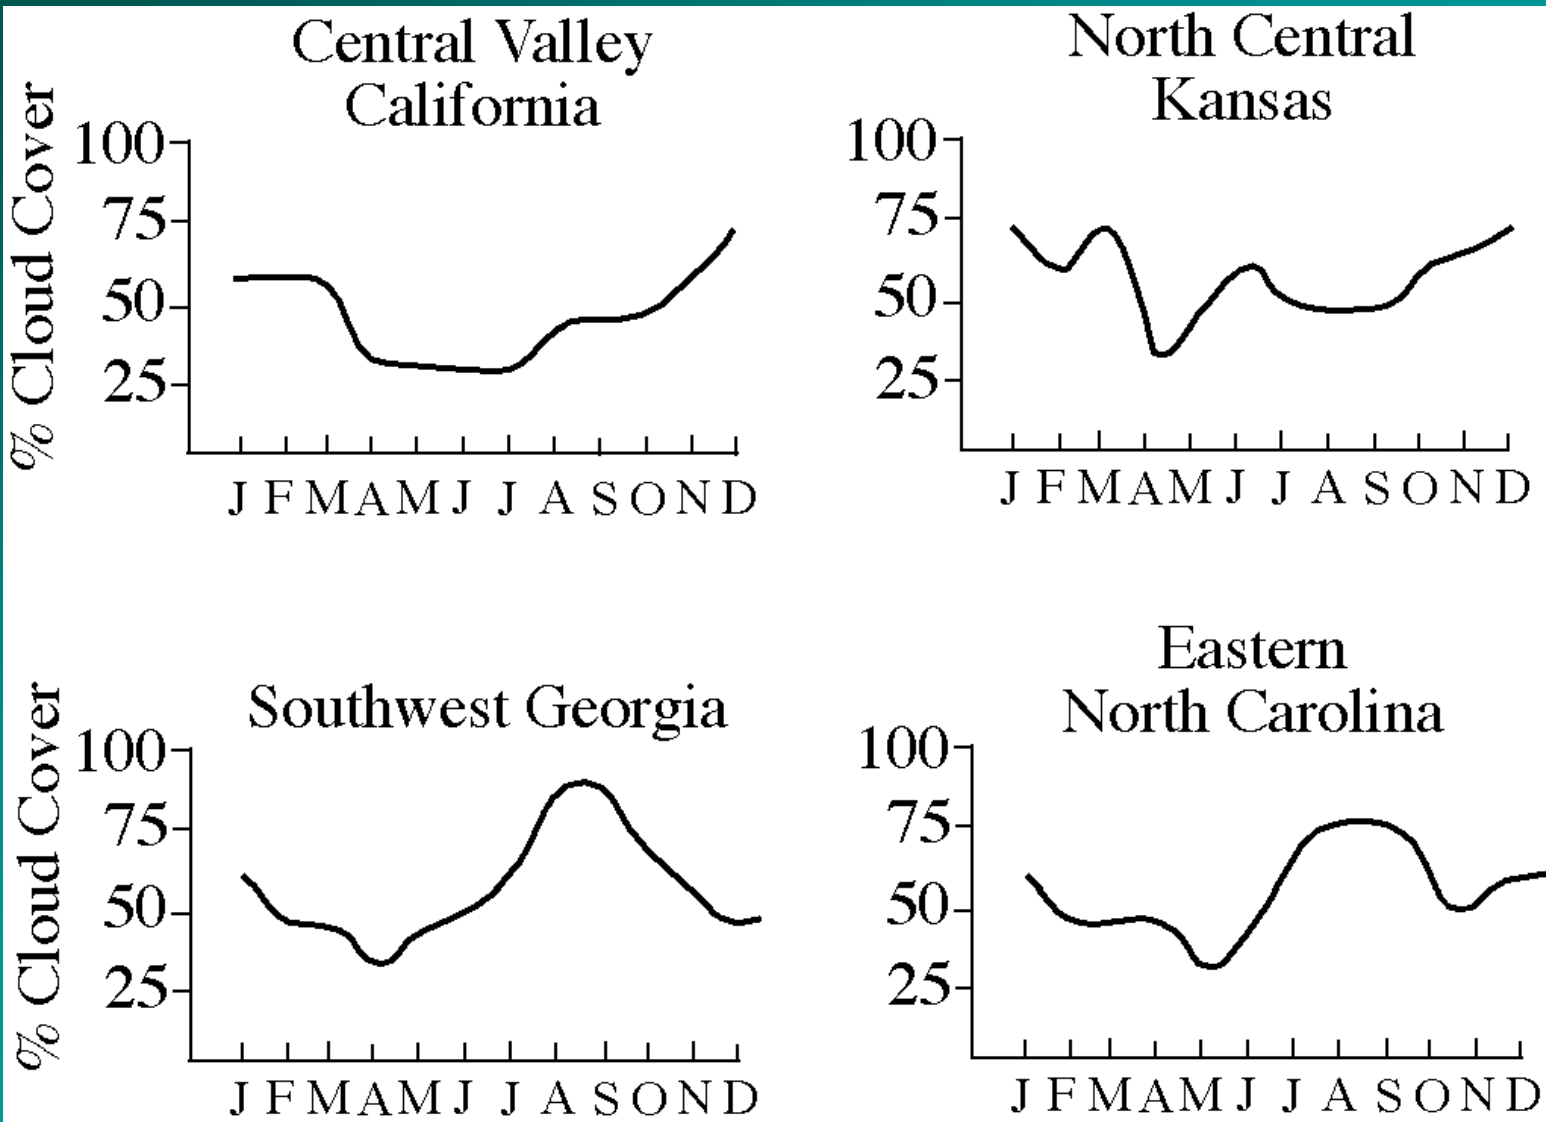 Central Valley
California
% Cloud Cover
100
75
50
25
J F M A M J J A S O N D
North Central
Kansas
100
75
50
25
J F M A M J J A S O N D
Southwest Georgia
% Cloud Cover
100
75
50
25
J F M A M J J A S O N D
Eastern
North Carolina
100
75
50
25
J F M A M J J A S O N D